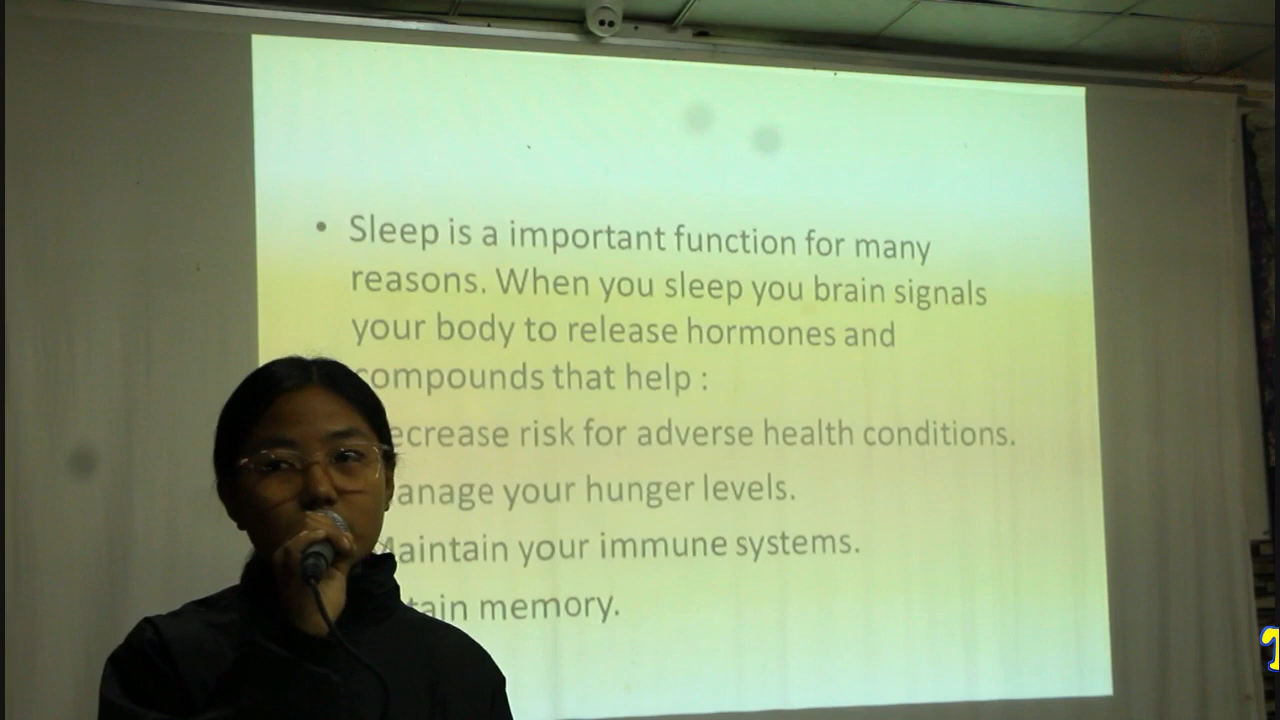 • Sleep is a important function for many
reasons. When you sleep you brain signals
your body to release hormones and
compounds that help :
ecrease risk for adverse health conditions.
anage your hunger levels.
Maintain your immune systems.
tain memory.